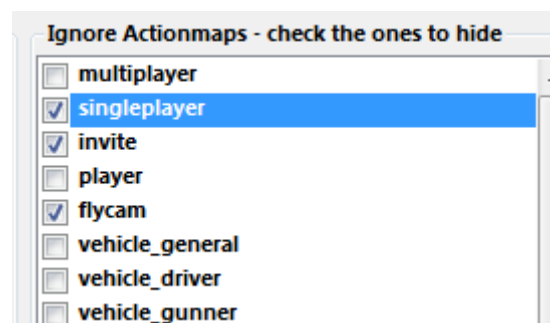 Ignore Actionmaps - check the ones to hide
multiplayer
singleplayer
invite
player
flycam
vehicle_general
vehicle_driver
vehicle_gunner